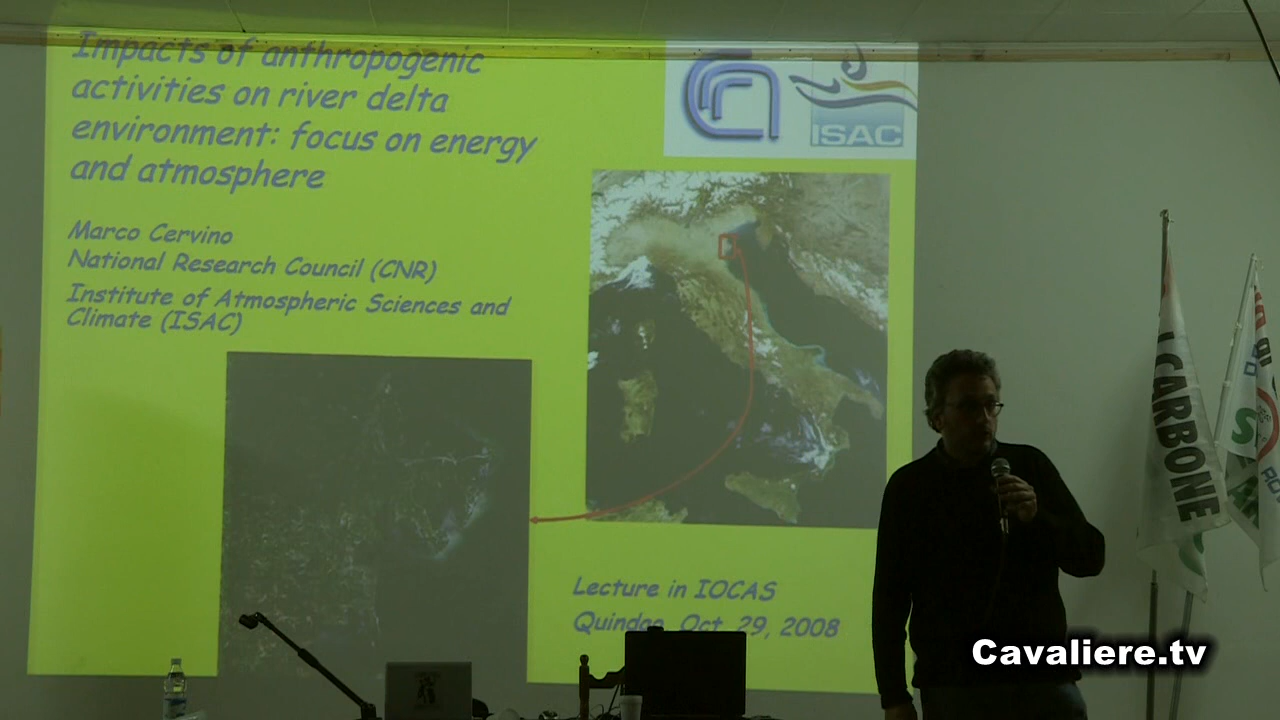 Impacts of anthropogenic
activities on river delta
environment: focus on energy
and atmosphere
Marco Cervino
National Research Council (CNR)
Institute of Atmospheric Sciences and
Climate (ISAC)
ISAC
Lecture in IOCAS
Quindao, Oct. 29, 2008
CARBONE
Cavaliere.tv